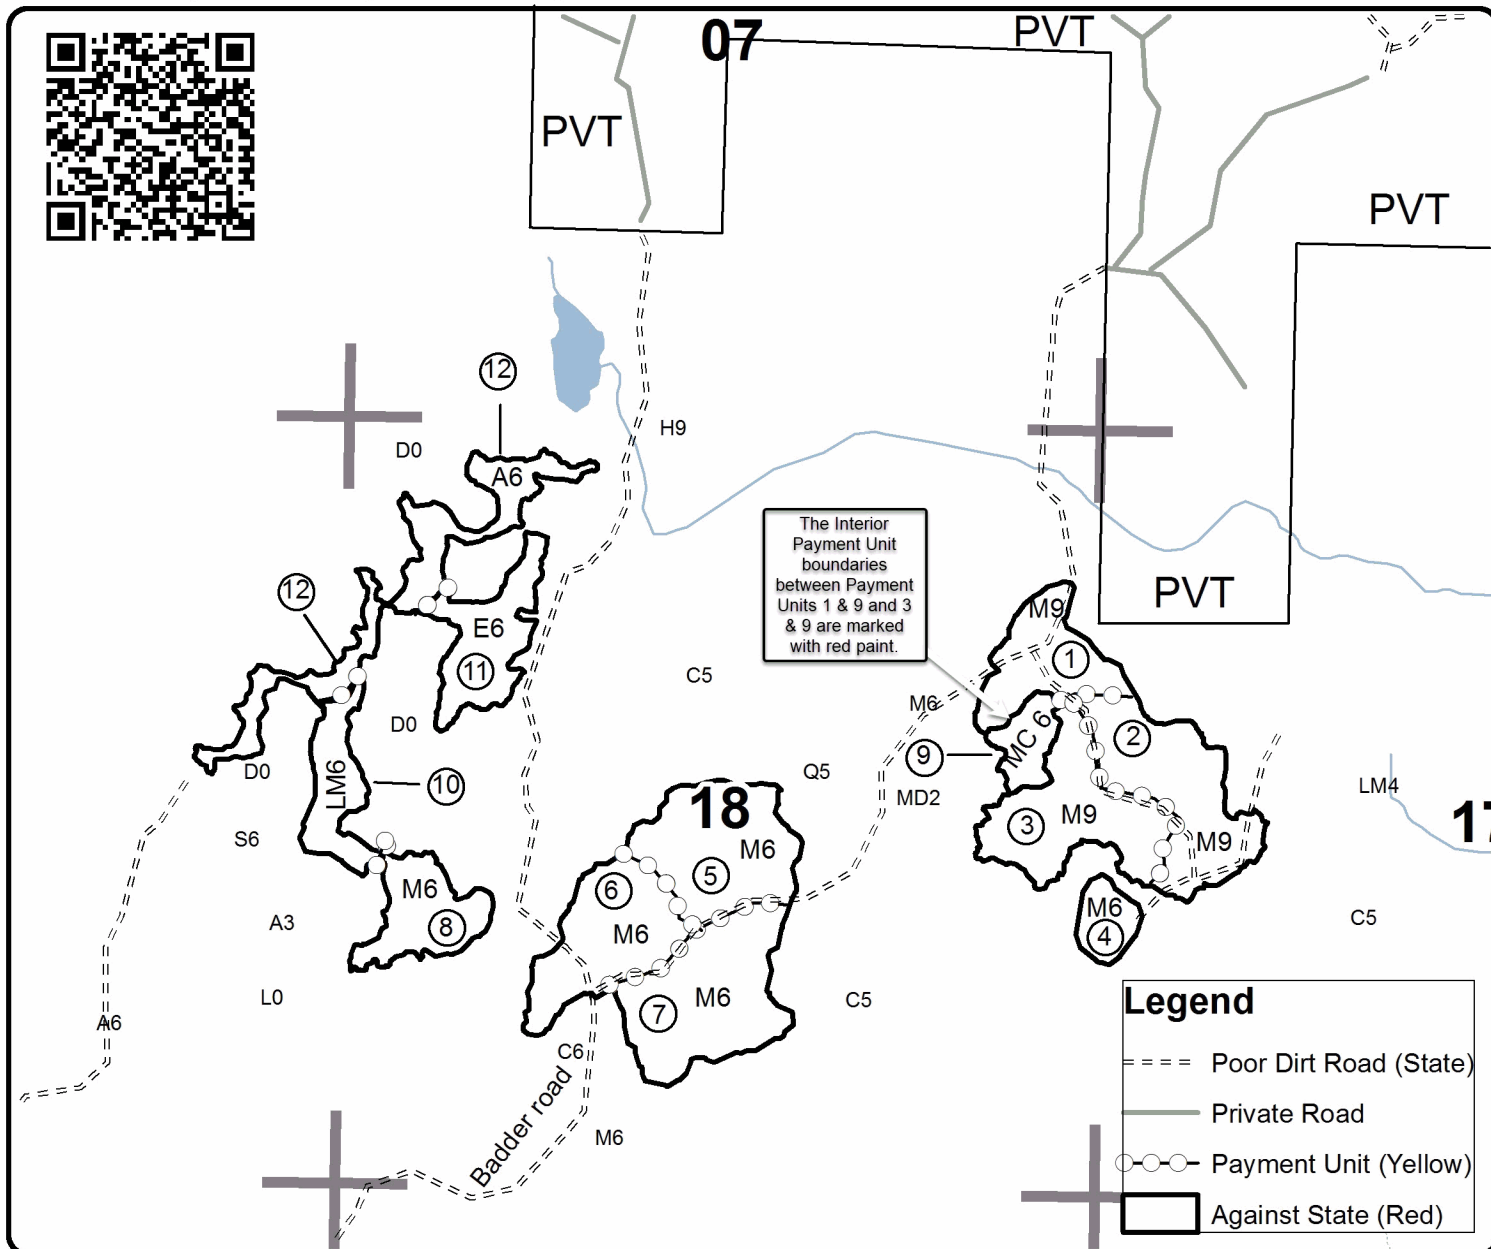 07
PVT
PVT
PVT
12
H9
D0
A6
The Interior
Payment Unit
boundaries
between Payment
Units 1 & 9 and 3
& 9 are marked
with red paint.
PVT
12
M9
E6
1
11
C5
M6
D0
MC 6
2
9
D0
Q5
LM6
10
MD2
LM4
18
17
M9
3
S6
M6
M9
5
6
M6
8
A3
M6
M6
4
C5
L0
M6
7
C5
A6
C6
Badder road
M6
Legend
Poor Dirt Road (State)
Private Road
Payment Unit (Yellow)
Against State (Red)